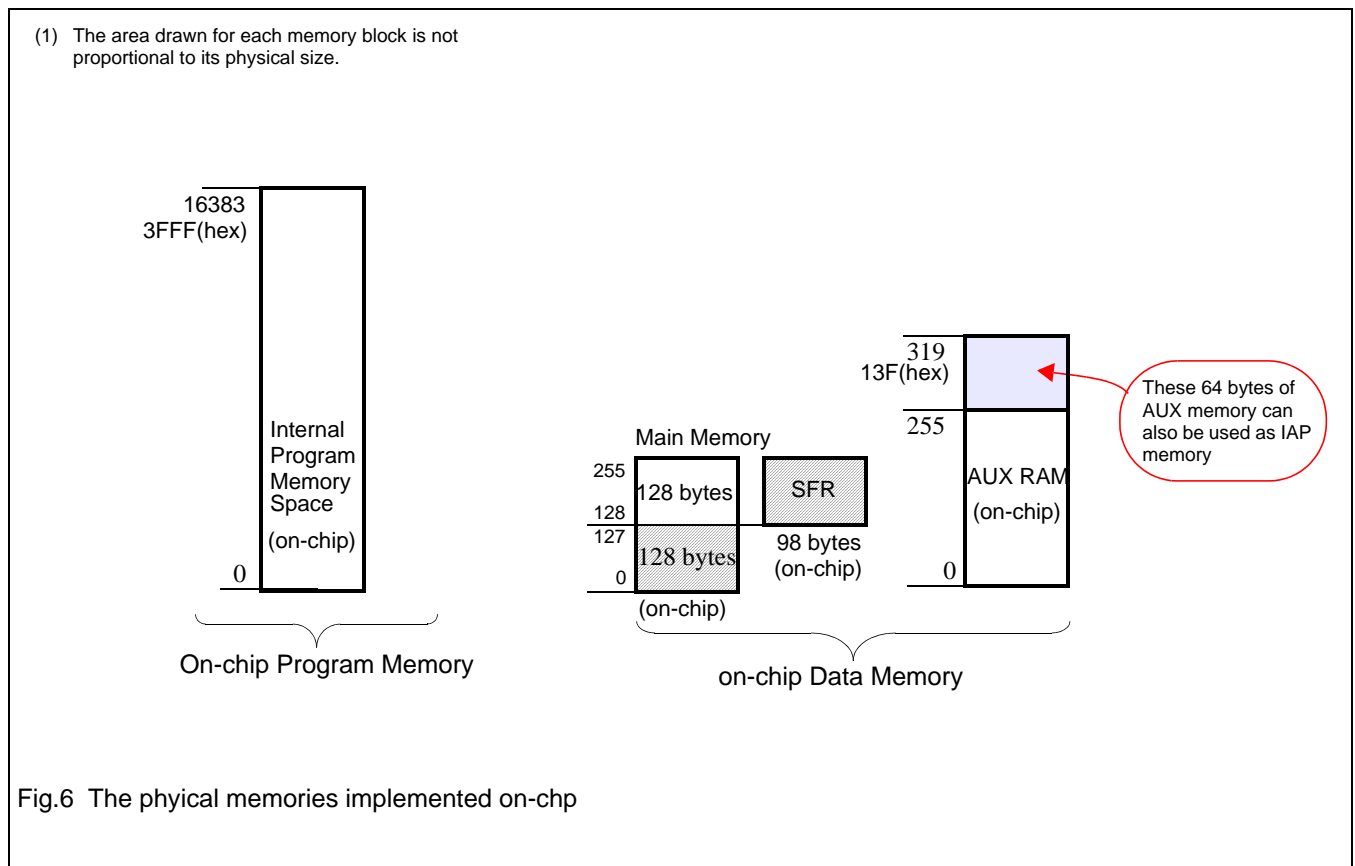 (1) The area drawn for each memory block is not
proportional to its physical size.
16383
3FFF(hex)
Internal
Program
Memory
Space
(on-chip)
0
On-chip Program Memory
Main Memory
255
128 bytes
128
127
128 bytes
0
(on-chip)
SFR
98 bytes
(on-chip)
319
13F(hex)
255
AUX RAM
(on-chip)
0
These 64 bytes of
AUX memory can
also be used as IAP
memory
on-chip Data Memory
Fig.6 The phyical memories implemented on-chp